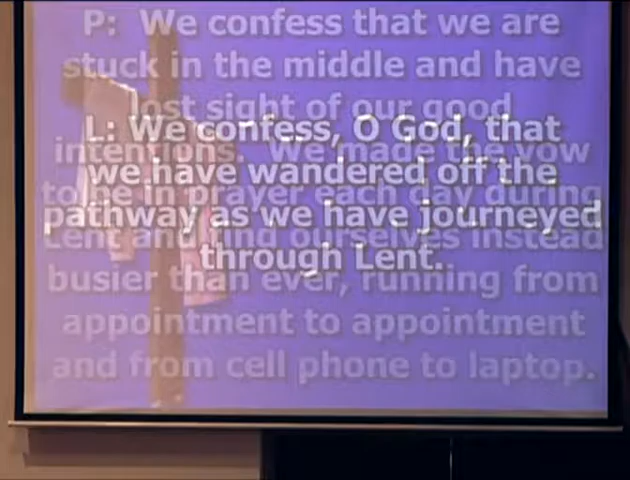 P: We confess that we are
stuck in the middle and have
lost sight of our good
intentions. We made the vow
to be in prayer each day during
Lent and find ourselves instead
busier than ever, running from
appointment to appointment
and from cell phone to laptop.
L: We confess, O God, that
we have wandered off the
pathway as we have journeyed
through Lent.